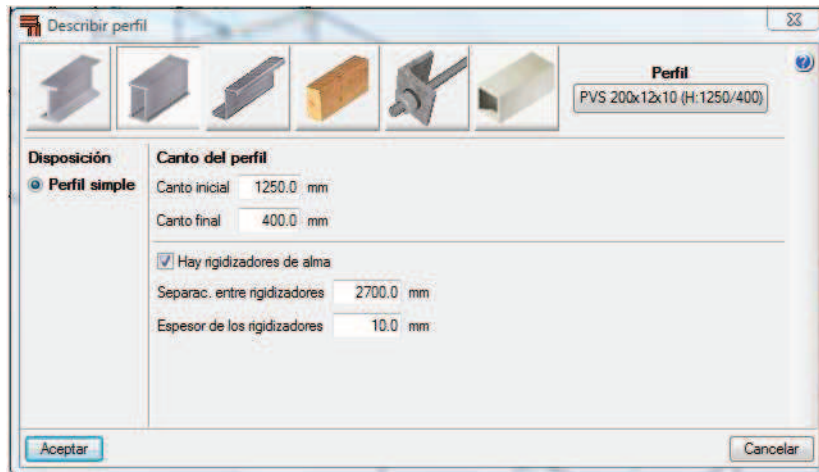 Describir perfil
Perfil
PVS 200x12x10 (H:1250/400)
Disposición
Perfil simple
Canto del perfil
Canto inicial 1250.0 mm
Canto final 400.0 mm
Hay rigidizadores de alma
Separac. entre rigidizadores 2700.0 mm
Espesor de los rigidizadores 10.0 mm
Aceptar
Cancelar